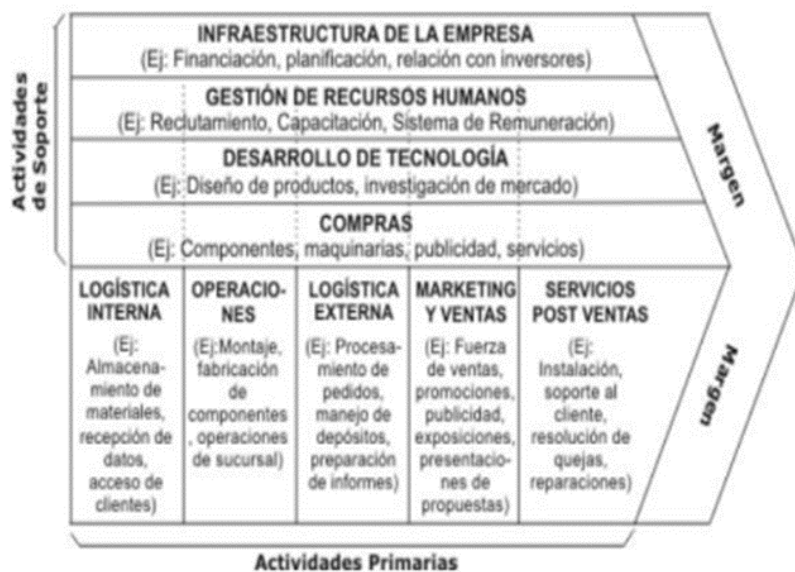 INFRAESTRUCTURA DE LA EMPRESA
(Ej: Financiación, planificación, relación con inversores)
GESTIÓN DE RECURSOS HUMANOS
(Ej: Reclutamiento, Capacitación, Sistema de Remuneración)
DESARROLLO DE TECNOLOGÍA
(Ej: Diseño de productos, investigación de mercado)
COMPRAS
(Ej: Componentes, maquinarias, publicidad, servicios)
Actividades
de Soporte
Margen
LOGÍSTICA
INTERNA
(Ej:
Almacena-
miento de
materiales,
recepción de
datos,
acceso de
clientes)
OPERACIO-
NES
(Ej:Montaje,
fabricación
de
componentes
, operaciones
de sucursal)
LOGÍSTICA
EXTERNA
(Ej: Procesa-
miento de
pedidos,
manejo de
depósitos,
preparación
de informes)
MARKETING
Y VENTAS
(Ej: Fuerza
de ventas,
promociones,
publicidad,
exposiciones,
presentacio-
nes de
propuestas)
SERVICIOS
POST VENTAS
(Ej:
Instalación,
soporte al
cliente,
resolución de
quejas,
reparaciones)
Margen
Actividades Primarias